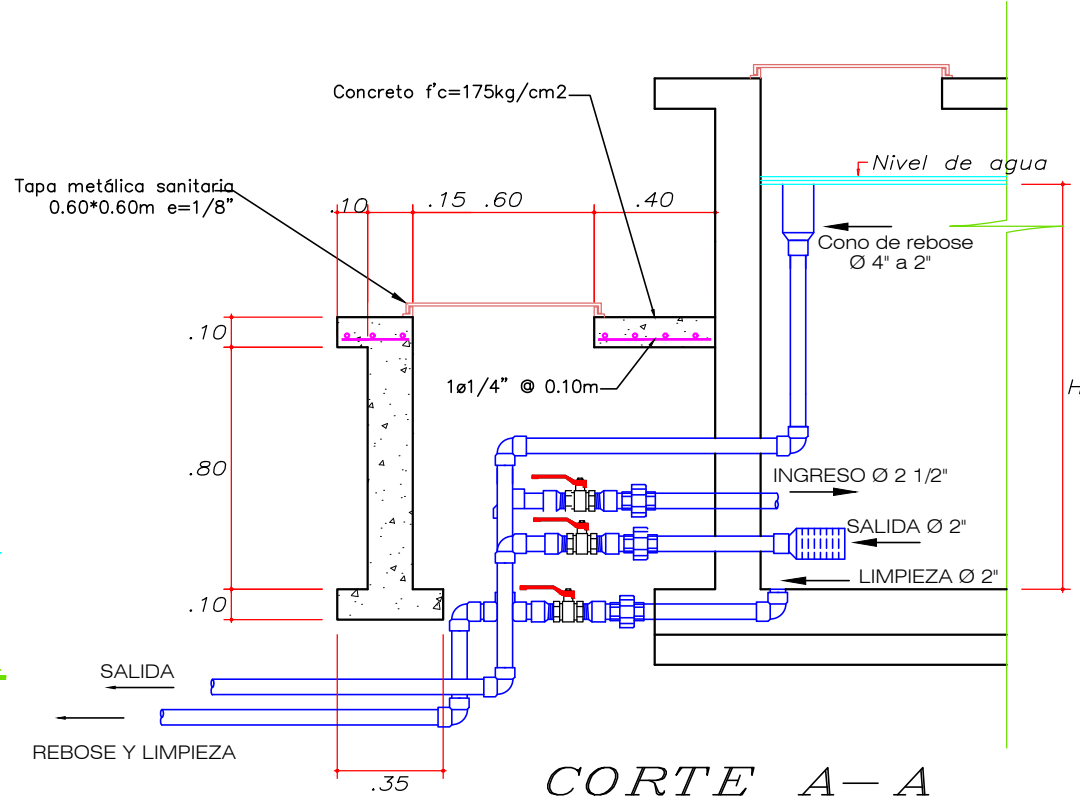 Concreto f'c=175kg/cm2
Nivel de agua
Tapa metálica sanitaria
0.60*0.60m e=1/8"
.10
.15
.60
.40
Cono de rebose
Ø 4" a 2"
.10
1ø1/4" @ 0.10m
H
.80
INGRESO Ø 2 1/2"
SALIDA Ø 2"
LIMPIEZA Ø 2"
.10
SALIDA
REBOSE Y LIMPIEZA
.35
CORTE A-A